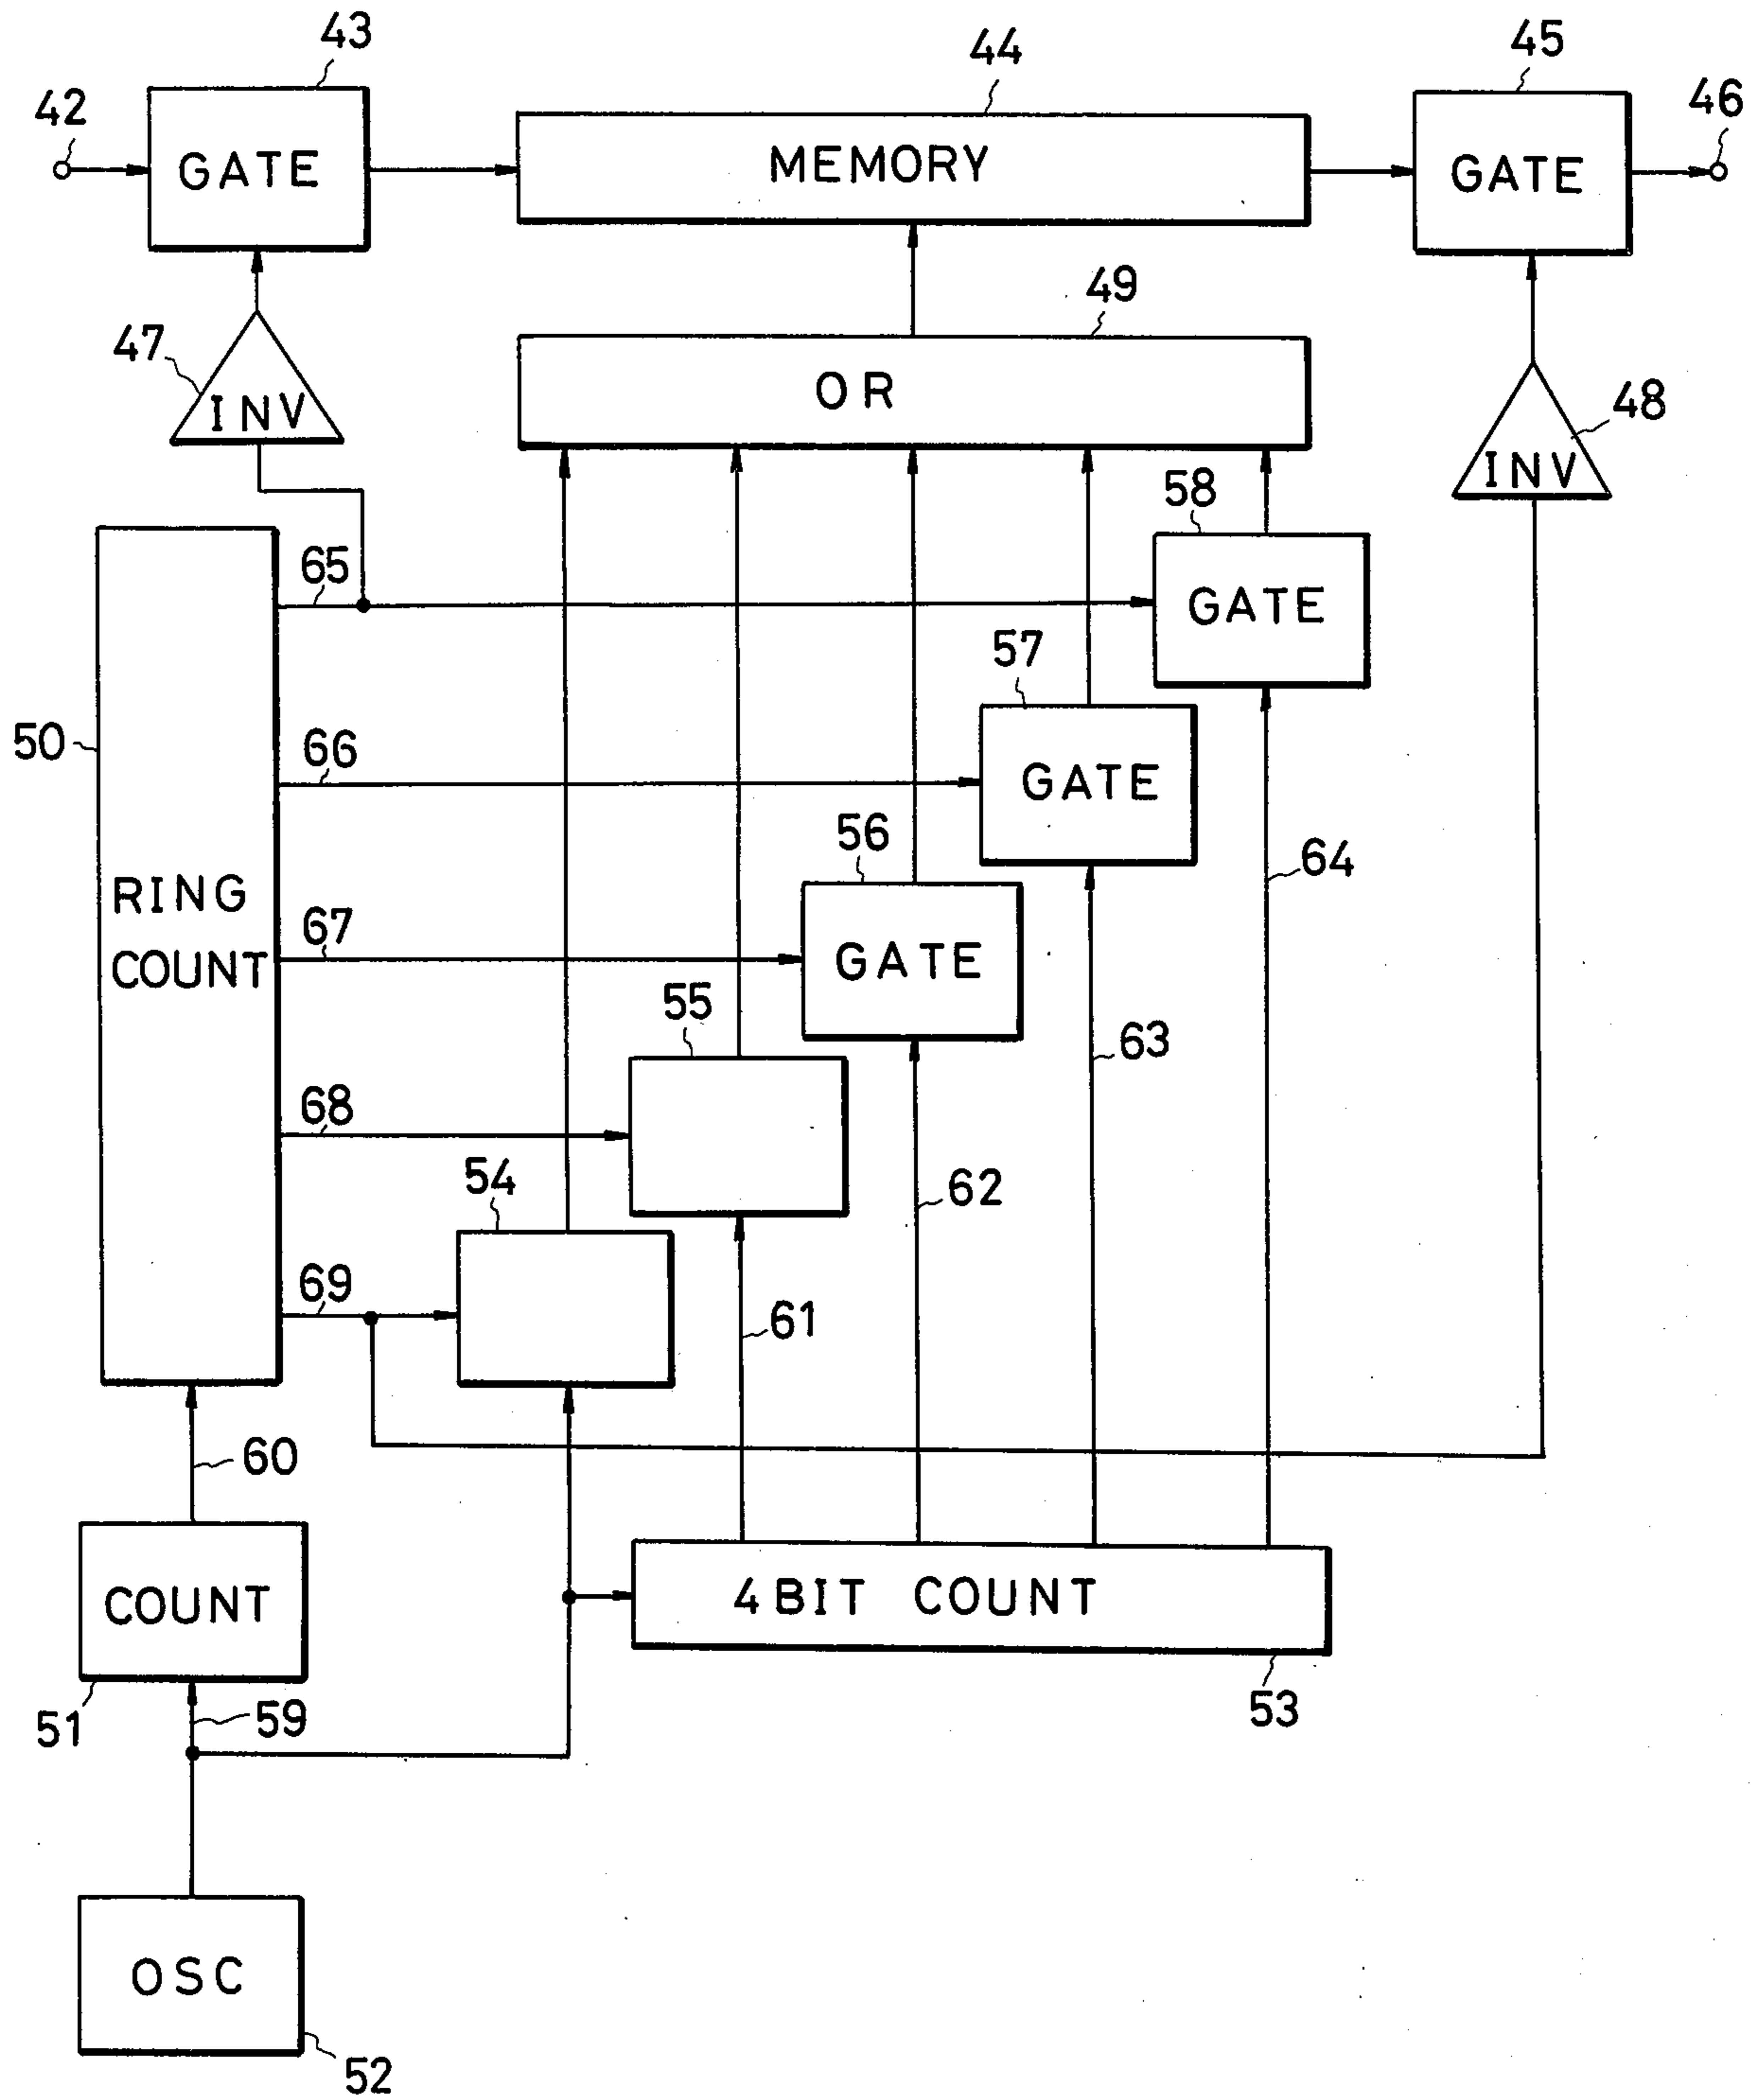 43
44
45
42
46
GATE
MEMORY
GATE
49
47
INV
OR
48
INV
58
65
GATE
57
50
66
GATE
56
64
RING
COUNT
67
GATE
55
63
68
54
62
69
61
60
COUNT
4BIT COUNT
51
59
53
OSC
52